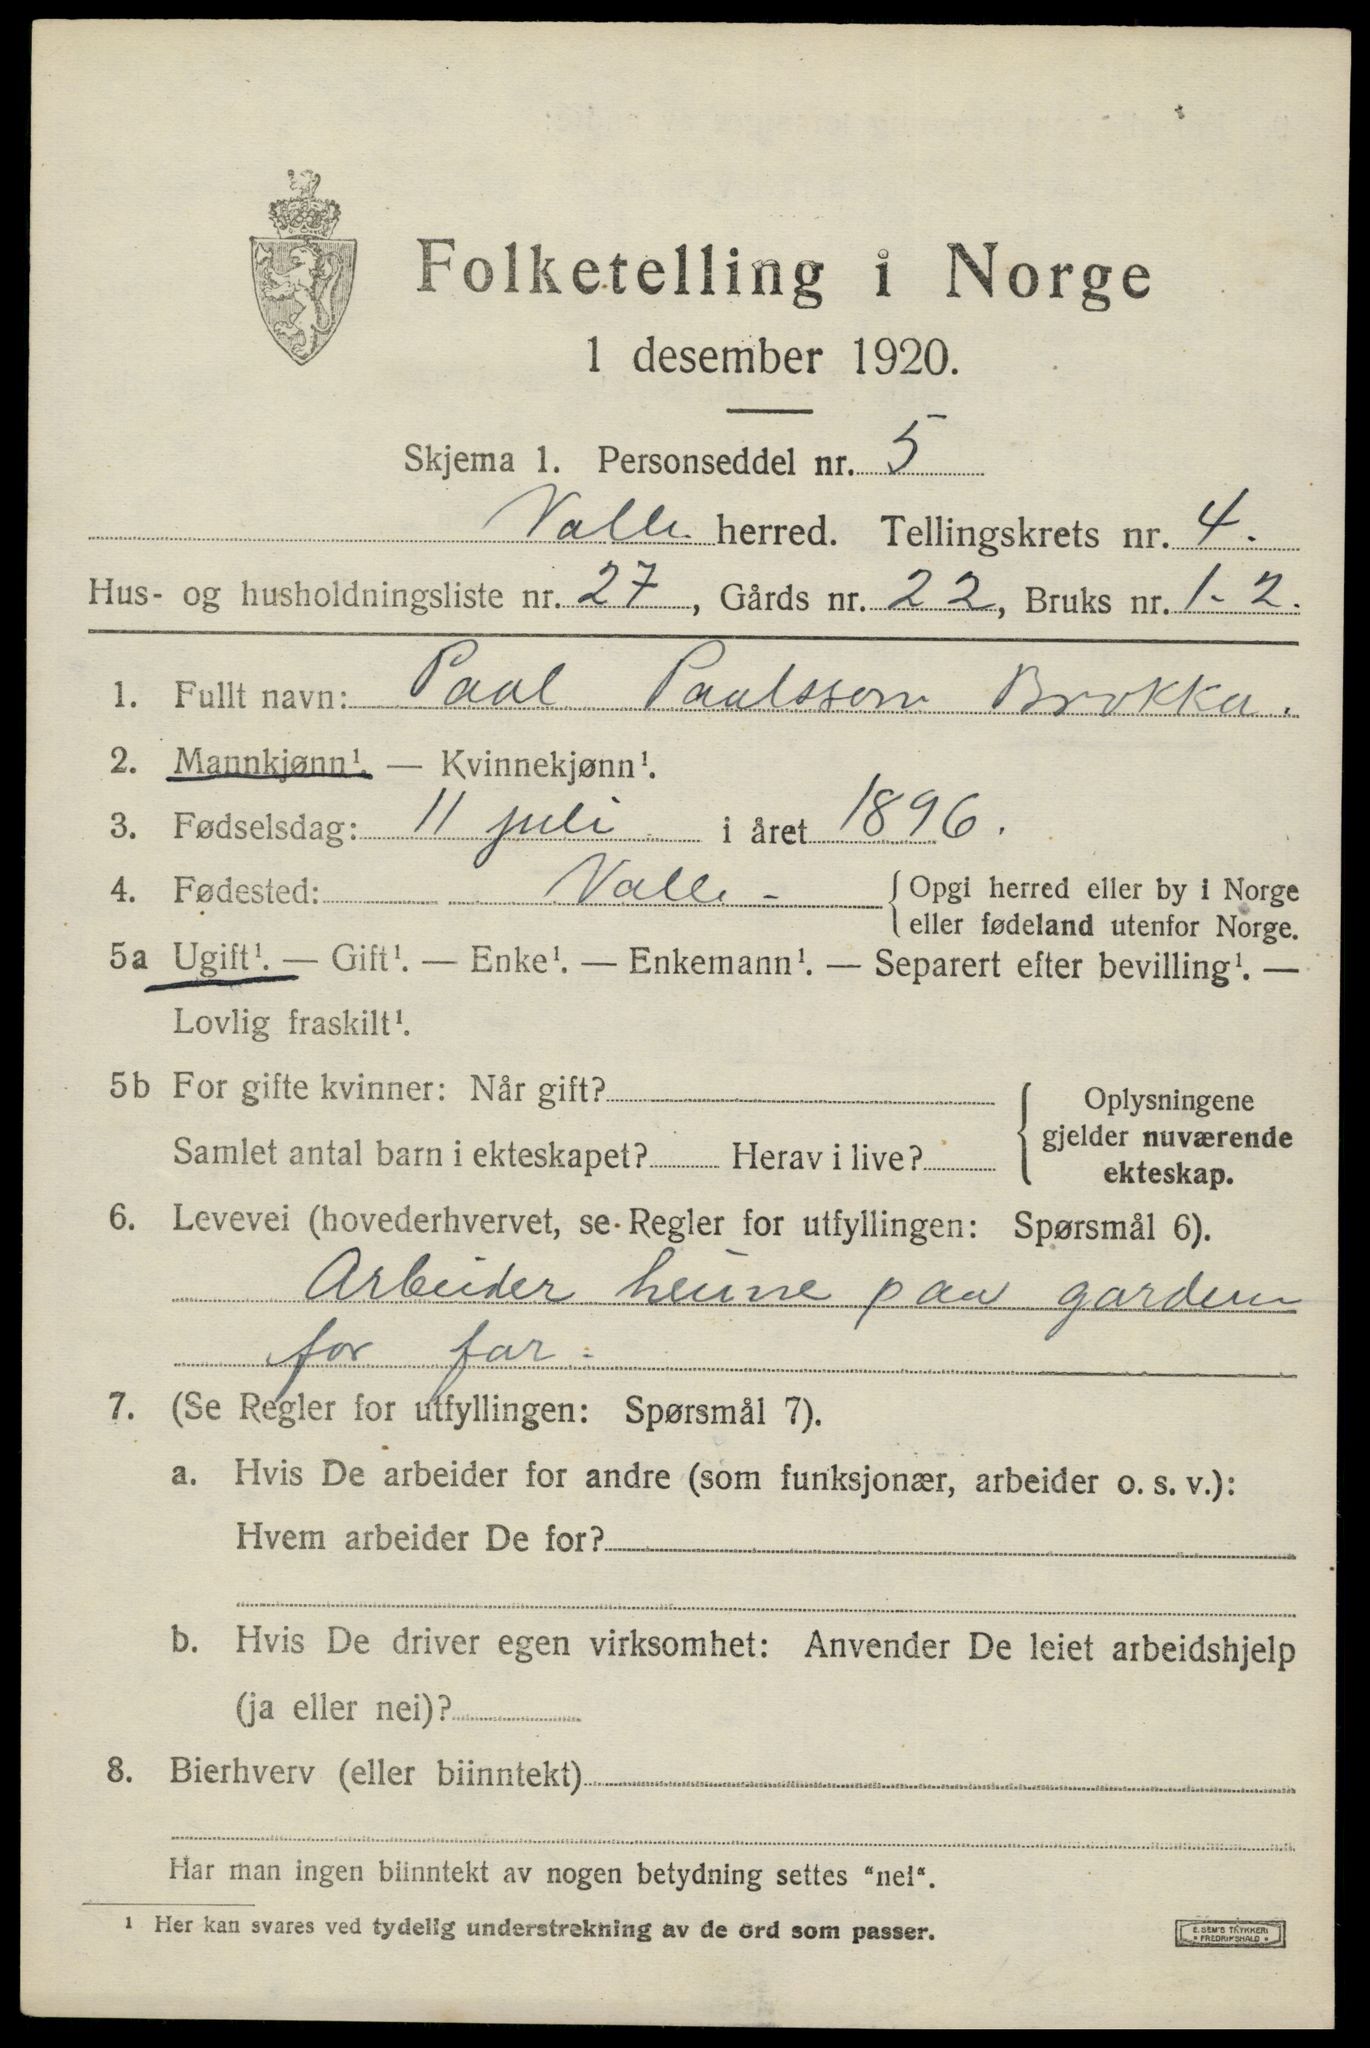 Folketelling i Norge
1 desember 1920.
Skjema 1. Personseddel nr. 5
Valle herred. Tellingskrets nr. 4.
Hus- og husholdningsliste nr. 27, Gårds nr. 22, Bruks nr. 1-2.
1. Fullt navn: Paal Paalsson Brokka.
2. Mannkjønn¹. — Kvinnekjønn¹.
3. Fødselsdag: 11 juli i året 1896.
4. Fødested: Valle - { Opgi herred eller by i Norge
eller fødeland utenfor Norge.
5a Ugift¹. — Gift¹. — Enke¹. — Enkemann¹. — Separert efter bevilling¹. —
Lovlig fraskilt¹.
5b For gifte kvinner: Når gift?
Samlet antal barn i ekteskapet? Herav i live?
{ Oplysningene
gjelder nuværende
ekteskap.
6. Levevei (hovederhvervet, se Regler for utfyllingen: Spørsmål 6).
Arbeider heime paa garden
for far.
7. (Se Regler for utfyllingen: Spørsmål 7).
a. Hvis De arbeider for andre (som funksjonær, arbeider o. s. v.):
Hvem arbeider De for?
b. Hvis De driver egen virksomhet: Anvender De leiet arbeidshjelp
(ja eller nei)?
8. Bierhverv (eller biinntekt)
Har man ingen biinntekt av nogen betydning settes "nei".
¹ Her kan svares ved tydelig understrekning av de ord som passer.
E. SEM'S TRYKKERI
• FREDRIKSHALD •